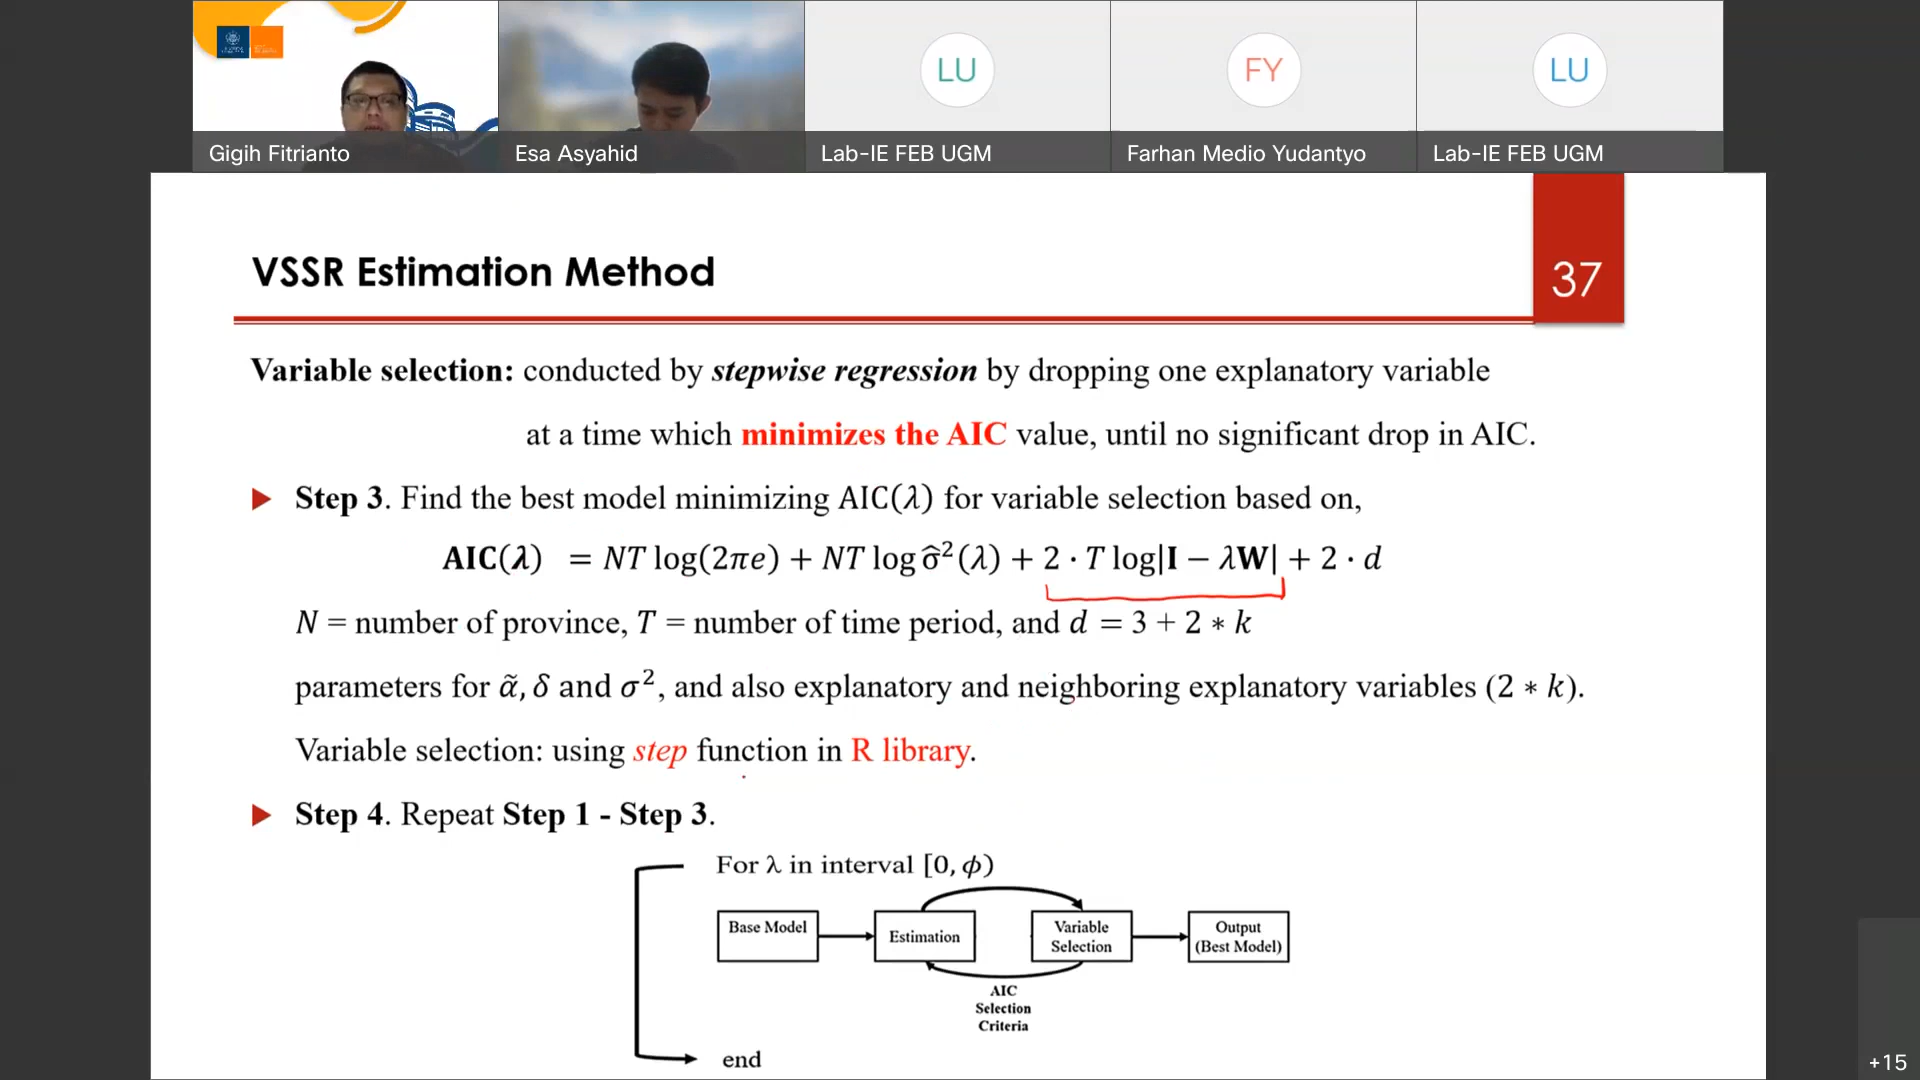 LU
FY
LU
Gigih Fitrianto
Esa Asyahid
Lab-IE FEB UGM
Farhan Medio Yudantyo
Lab-IE FEB UGM
VSSR Estimation Method
37
Variable selection: conducted by stepwise regression by dropping one explanatory variable
at a time which minimizes the AIC value, until no significant drop in AIC.
Step 3. Find the best model minimizing AIC(λ) for variable selection based on,
AIC(λ) = NT log(2πe) + NT log σ̂²(λ) + 2 · T log|I − λW| + 2 · d
N = number of province, T = number of time period, and d = 3 + 2 ∗ k
parameters for α̃, δ and σ², and also explanatory and neighboring explanatory variables (2 ∗ k).
Variable selection: using step function in R library.
Step 4. Repeat Step 1 - Step 3.
For λ in interval [0, ϕ)
Base Model
Estimation
Variable
Selection
Output
(Best Model)
AIC
Selection
Criteria
end
+15